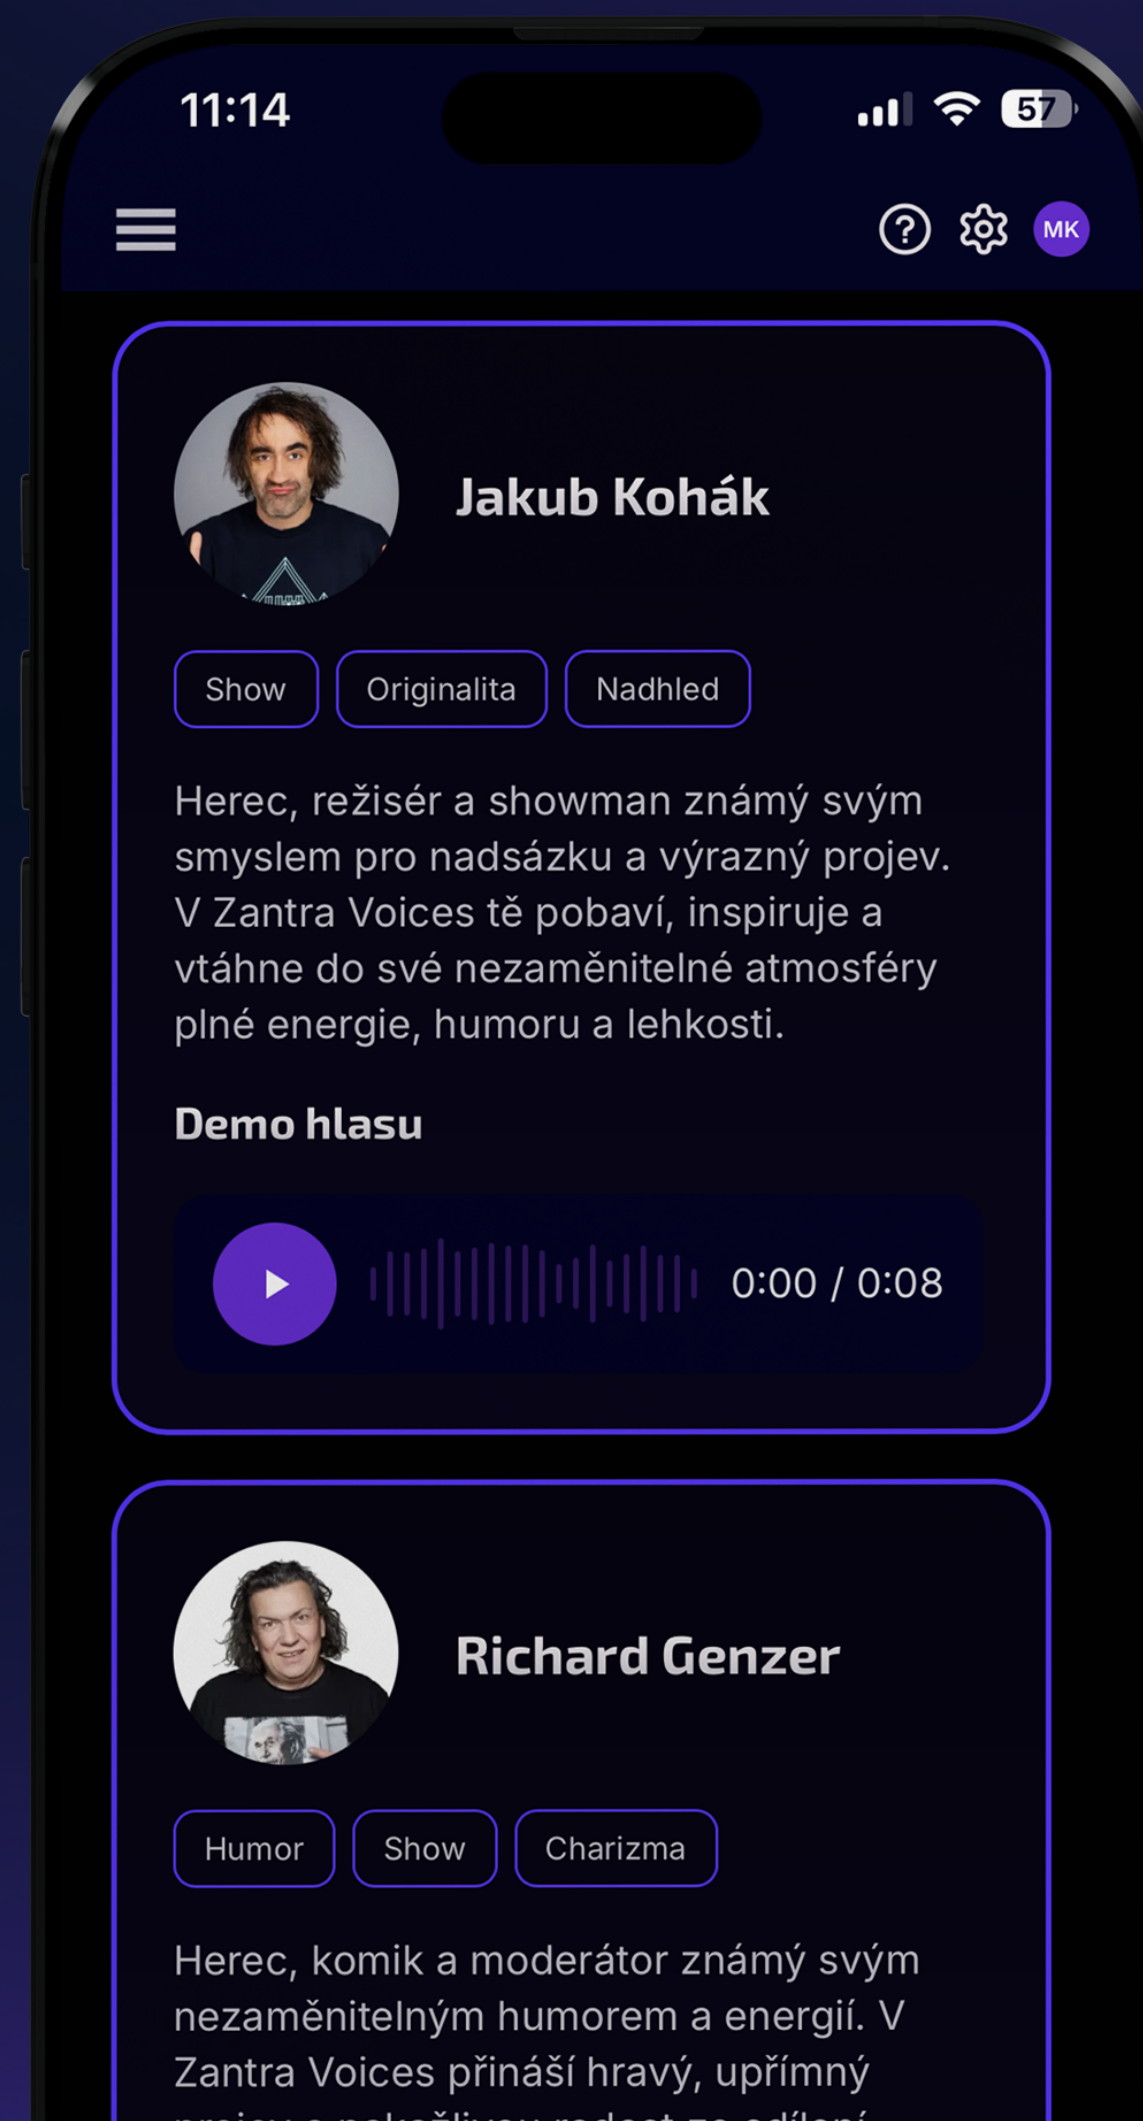 11:14
57
MK
Jakub Kohák
Show
Originalita
Nadhled
Herec, režisér a showman známý svým
smyslem pro nadsázku a výrazný projev.
V Zantra Voices tě pobaví, inspiruje a
vtáhne do své nezaměnitelné atmosféry
plné energie, humoru a lehkosti.
Demo hlasu
0:00 / 0:08
Richard Genzer
Humor
Show
Charizma
Herec, komik a moderátor známý svým
nezaměnitelným humorem a energií. V
Zantra Voices přináší hravý, upřímný